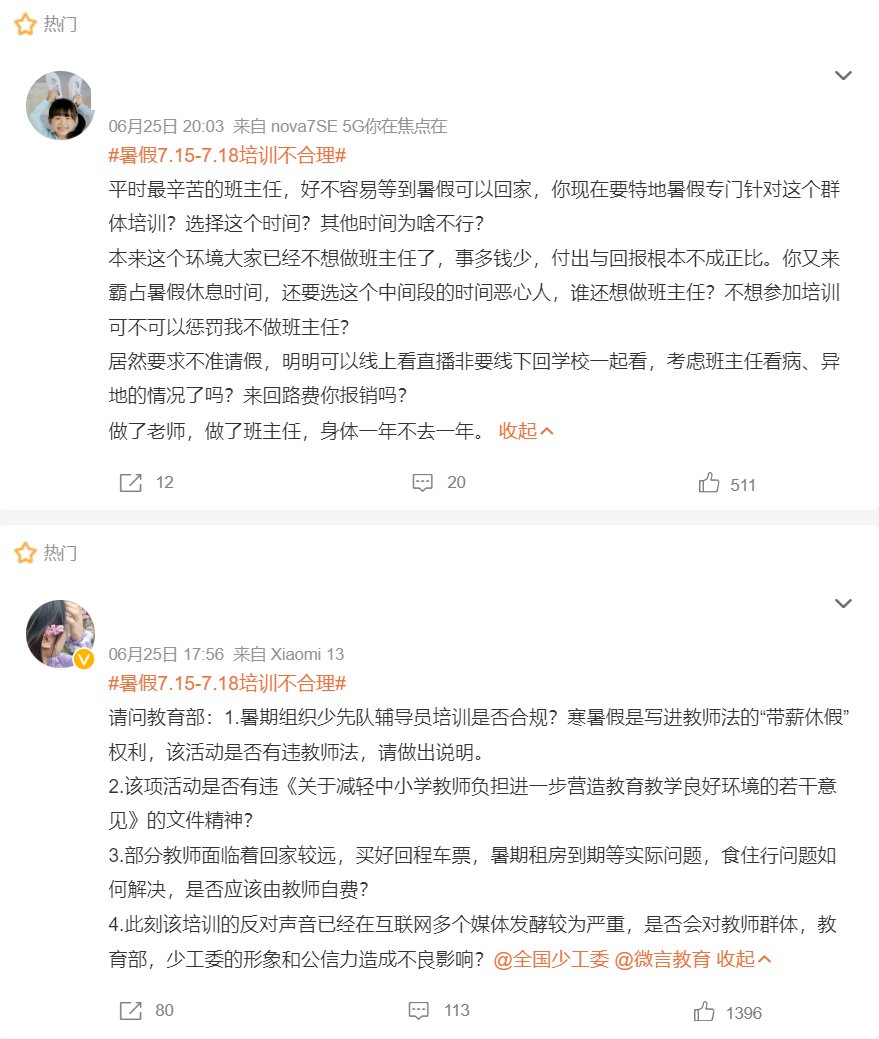 热门
06月25日 20:03 来自 nova7SE 5G你在焦点在
#暑假7.15-7.18培训不合理#
平时最辛苦的班主任，好不容易等到暑假可以回家，你现在要特地暑假专门针对这个群
体培训？选择这个时间？其他时间为啥不行？
本来这个环境大家已经不想做班主任了，事多钱少，付出与回报根本不成正比。你又来
霸占暑假休息时间，还要选这个中间段的时间恶心人，谁还想做班主任？不想参加培训
可不可以惩罚我不做班主任？
居然要求不准请假，明明可以线上看直播非要线下回学校一起看，考虑班主任看病、异
地的情况了吗？来回路费你报销吗？
做了老师，做了班主任，身体一年不去一年。 收起
12 20 511
热门
06月25日 17:56 来自 Xiaomi 13
#暑假7.15-7.18培训不合理#
请问教育部：1.暑期组织少先队辅导员培训是否合规？寒暑假是写进教师法的“带薪休假”
权利，该活动是否有违教师法，请做出说明。
2.该项活动是否有违《关于减轻中小学教师负担进一步营造教育教学良好环境的若干意
见》的文件精神？
3.部分教师面临着回家较远，买好回程车票，暑期租房到期等实际问题，食住行问题如
何解决，是否应该由教师自费？
4.此刻该培训的反对声音已经在互联网多个媒体发酵较为严重，是否会对教师群体，教
育部，少工委的形象和公信力造成不良影响？@全国少工委 @微言教育 收起
80 113 1396